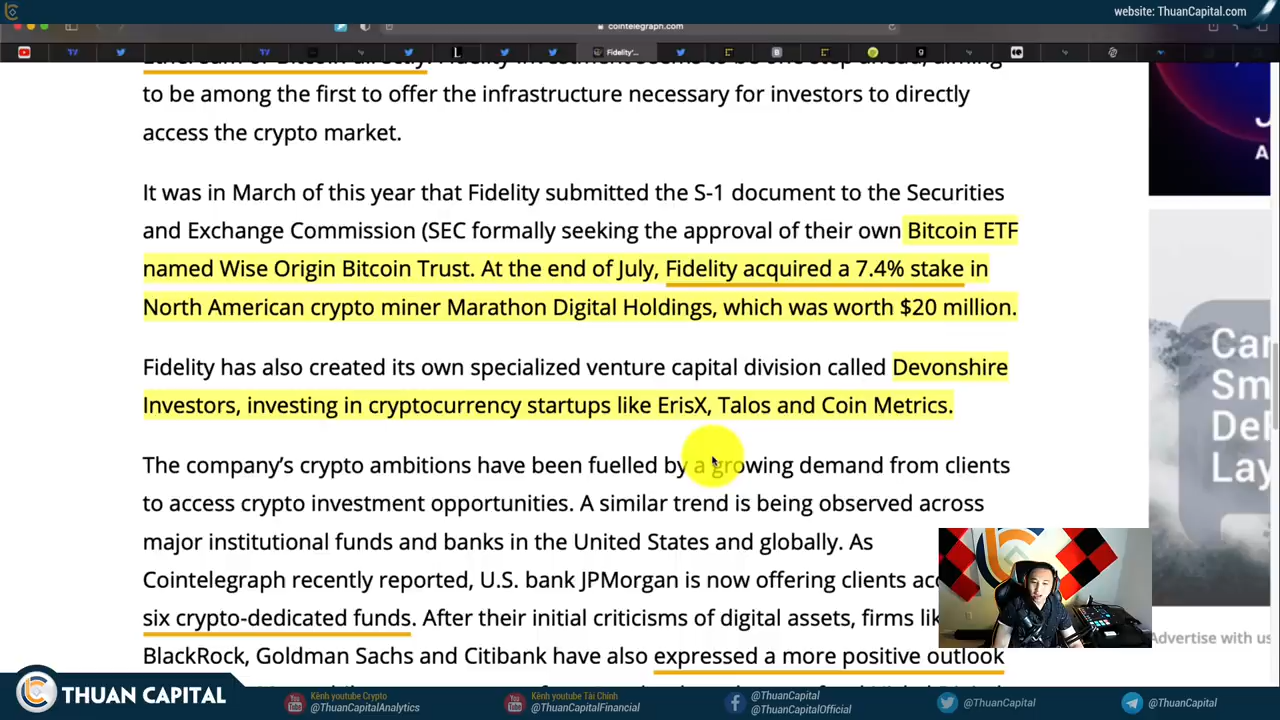 website: ThuanCapital.com
cointelegraph.com
Fidelity'
to be among the first to offer the infrastructure necessary for investors to directly
access the crypto market.
It was in March of this year that Fidelity submitted the S-1 document to the Securities
and Exchange Commission (SEC formally seeking the approval of their own Bitcoin ETF
named Wise Origin Bitcoin Trust. At the end of July, Fidelity acquired a 7.4% stake in
North American crypto miner Marathon Digital Holdings, which was worth $20 million.
Fidelity has also created its own specialized venture capital division called Devonshire
Investors, investing in cryptocurrency startups like ErisX, Talos and Coin Metrics.
The company's crypto ambitions have been fuelled by a growing demand from clients
to access crypto investment opportunities. A similar trend is being observed across
major institutional funds and banks in the United States and globally. As
Cointelegraph recently reported, U.S. bank JPMorgan is now offering clients
six crypto-dedicated funds. After their initial criticisms of digital assets, firms
BlackRock, Goldman Sachs and Citibank have also expressed a more positive outlook
Advertise with us
THUAN CAPITAL
Kênh youtube Crypto
@ThuanCapitalAnalytics
Kênh youtube Tài Chính
@ThuanCapitalFinancial
@ThuanCapital
@ThuanCapitalOfficial
@ThuanCapital
@ThuanCapital